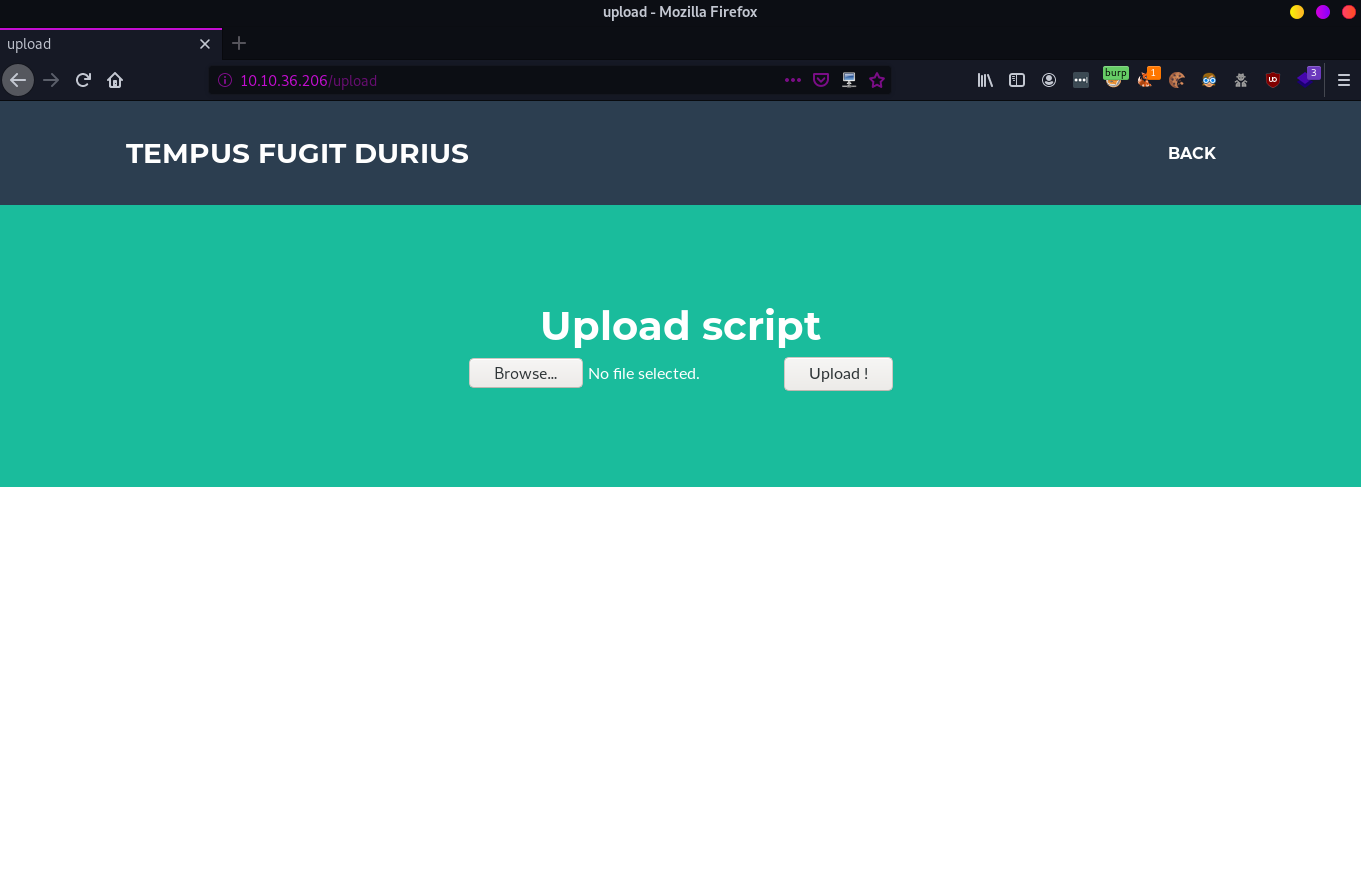 upload - Mozilla Firefox
upload
10.10.36.206/upload
burp
1
UO
3
TEMPUS FUGIT DURIUS
BACK
Upload script
Browse... No file selected. Upload !